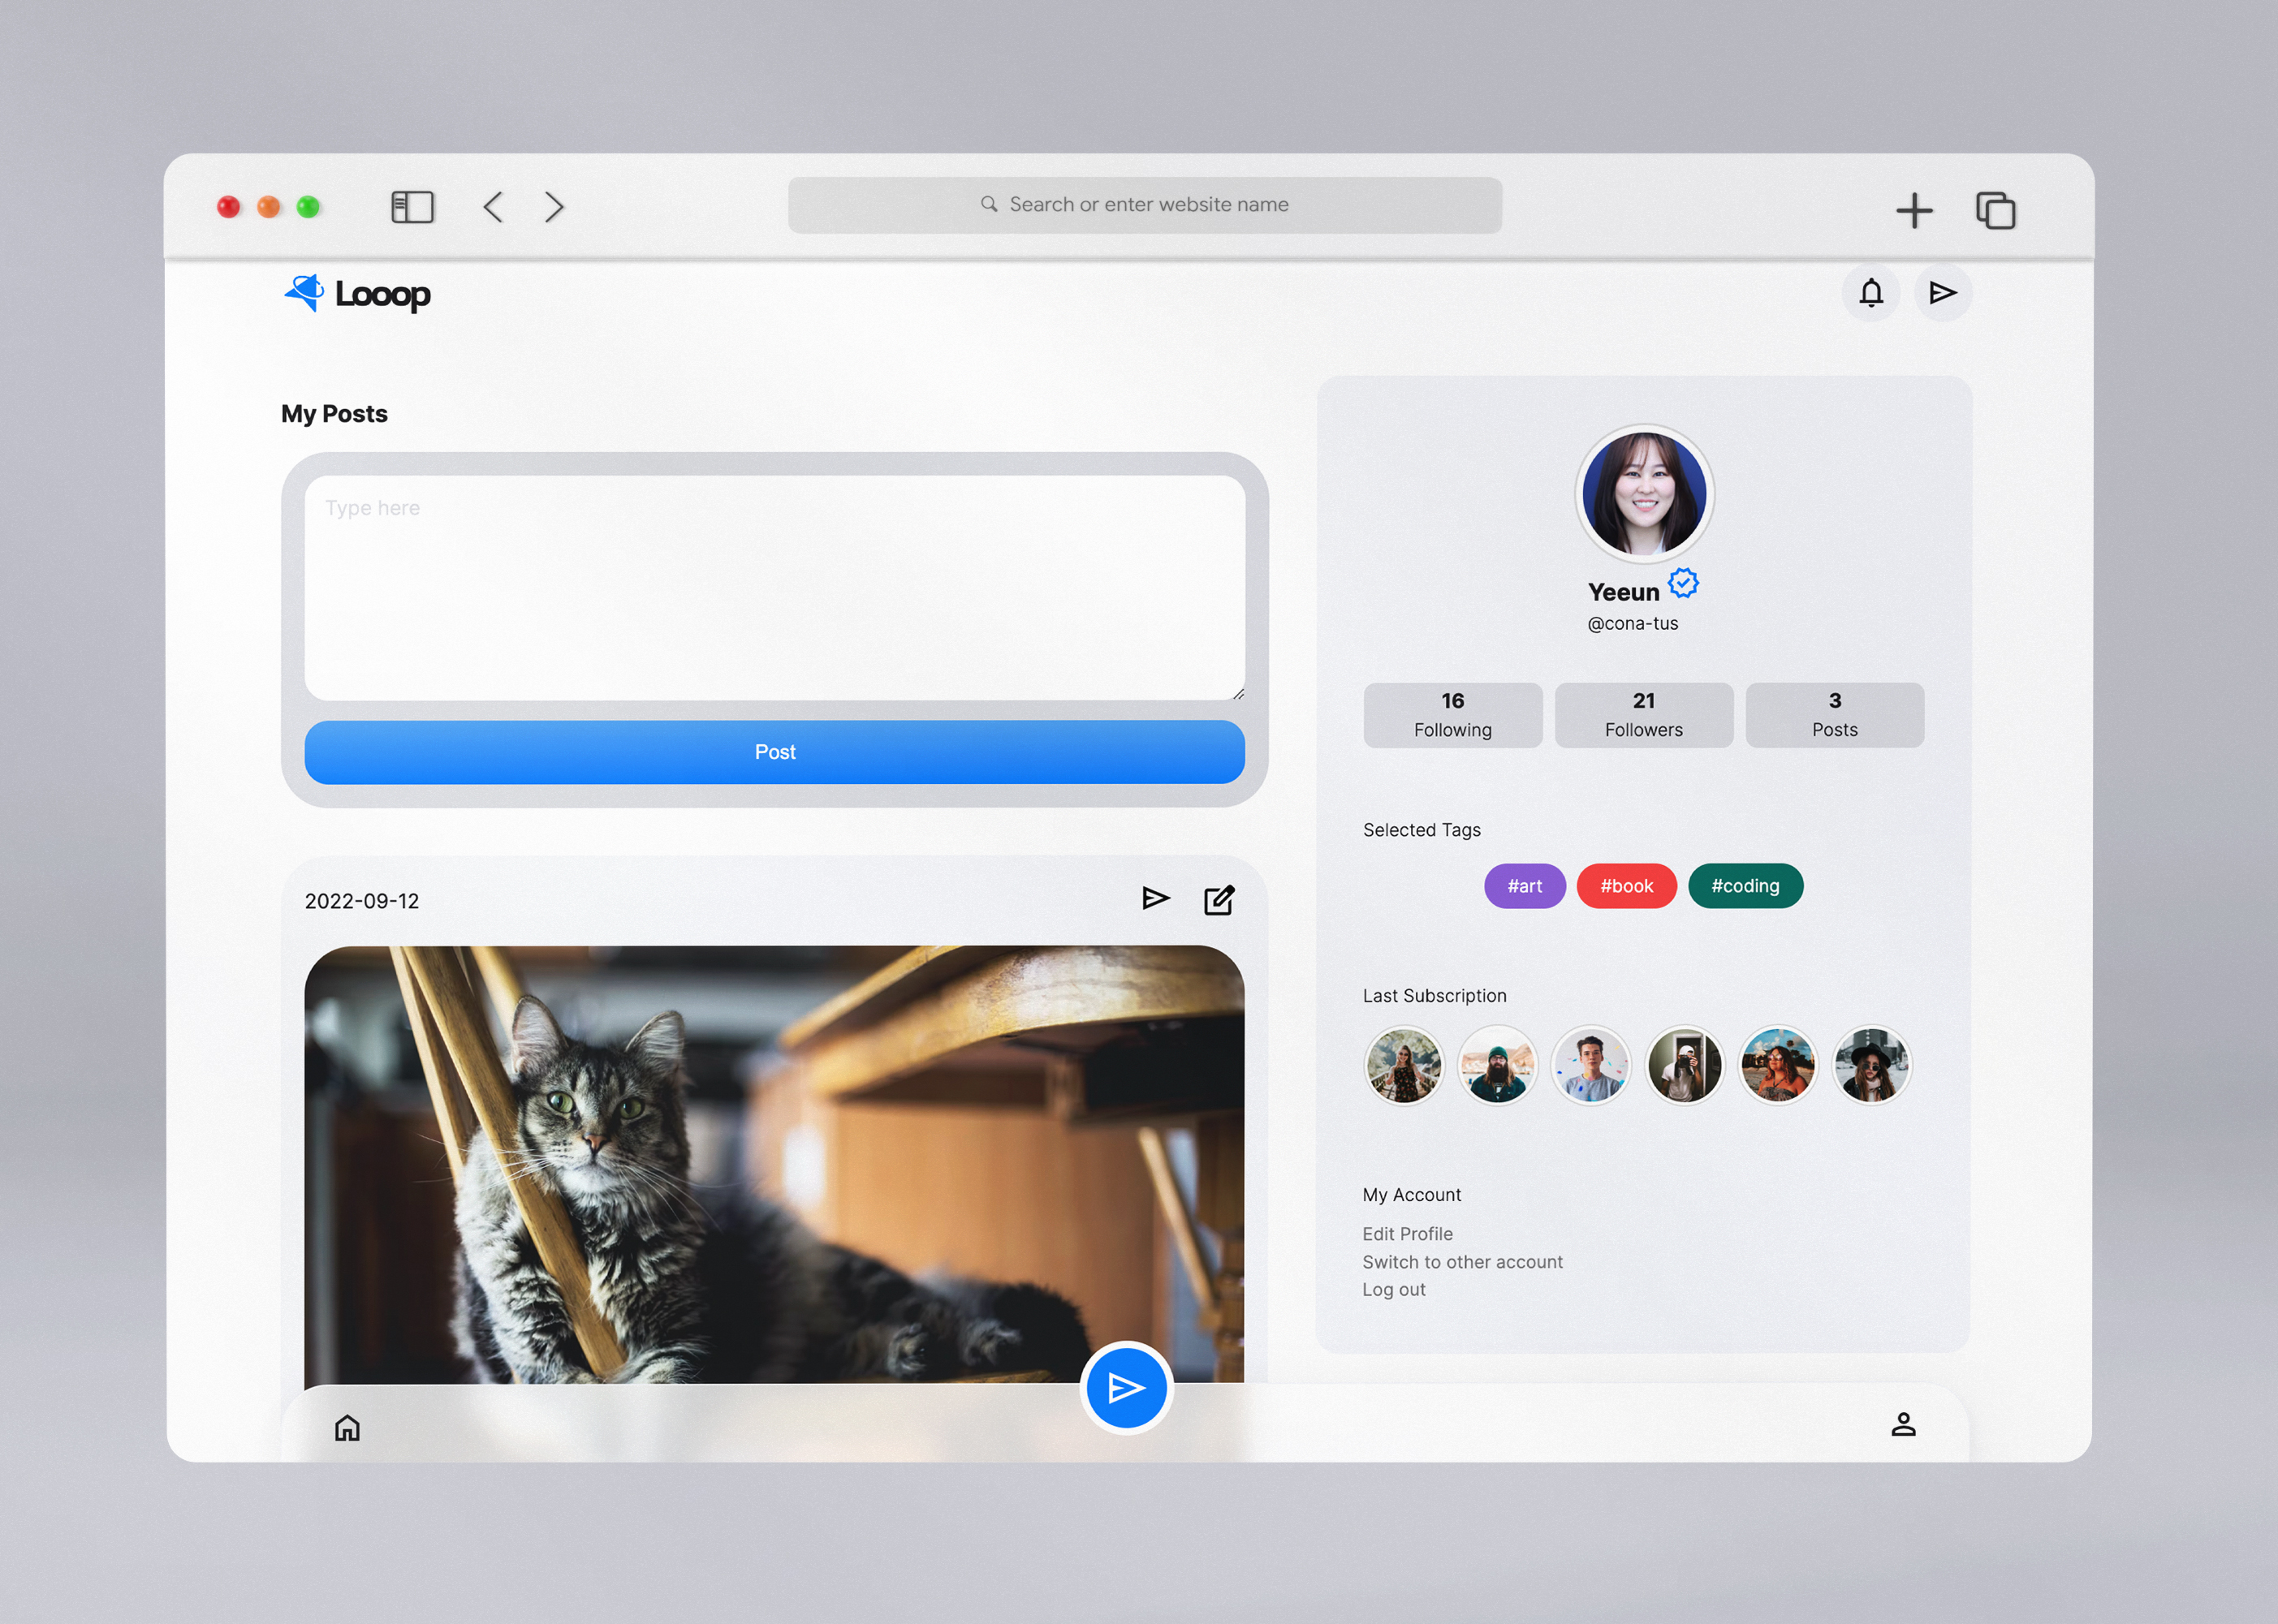 Search or enter website name
Looop
My Posts
Type here
Post
2022-09-12
Yeeun
@cona-tus
16
Following
21
Followers
3
Posts
Selected Tags
#art
#book
#coding
Last Subscription
My Account
Edit Profile
Switch to other account
Log out